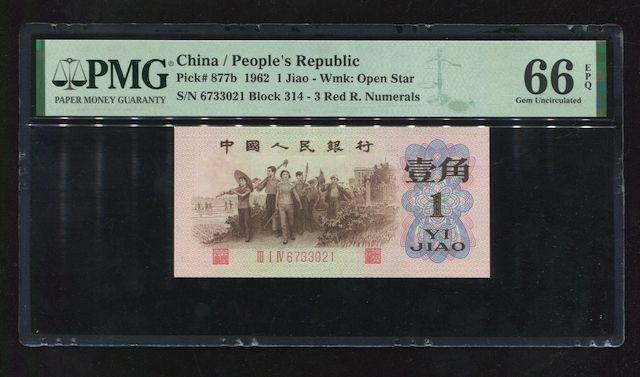 PMG
PAPER MONEY GUARANTY
China / People's Republic
Pick# 877b 1962 1 Jiao - Wmk: Open Star
S/N 6733021 Block 314 - 3 Red R. Numerals
66 EPQ
Gem Uncirculated
中國人民銀行
壹角
1
YI
JIAO
III I IV 6733021